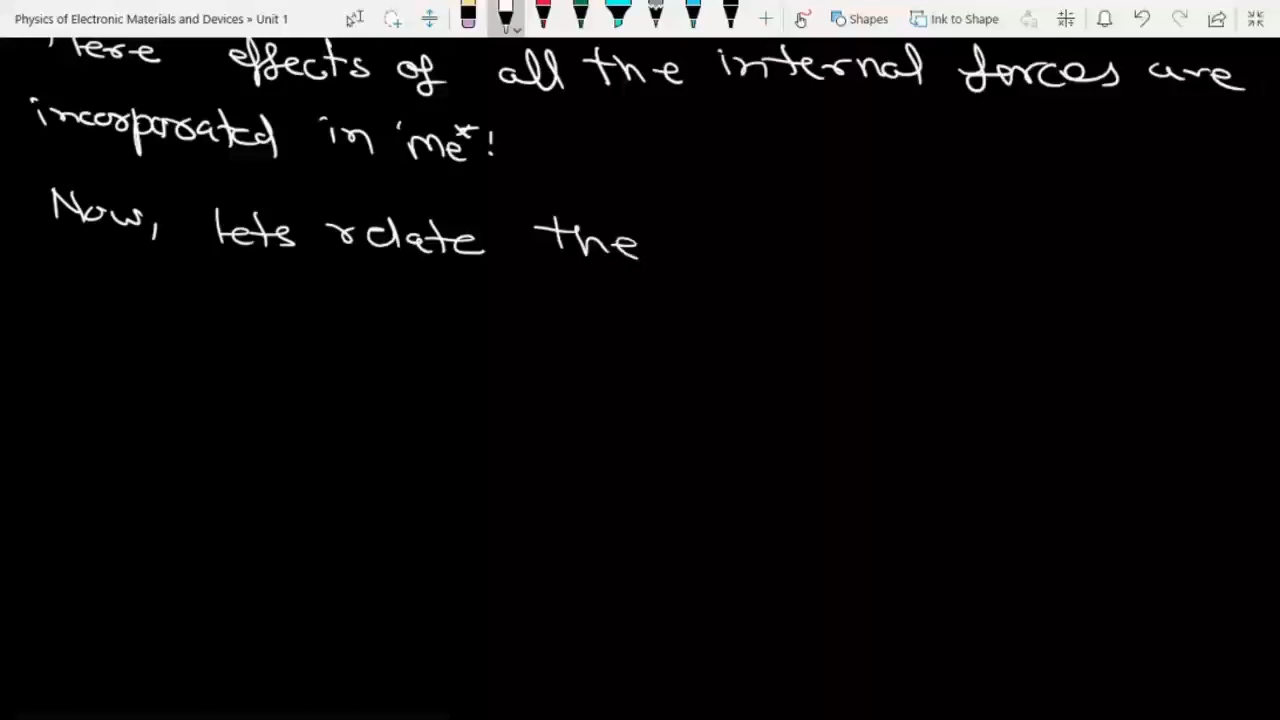 Physics of Electronic Materials and Devices » Unit 1
Shapes
Ink to Shape
Here effects of all the internal forces are
incorporated in 'me*'
Now, lets relate the